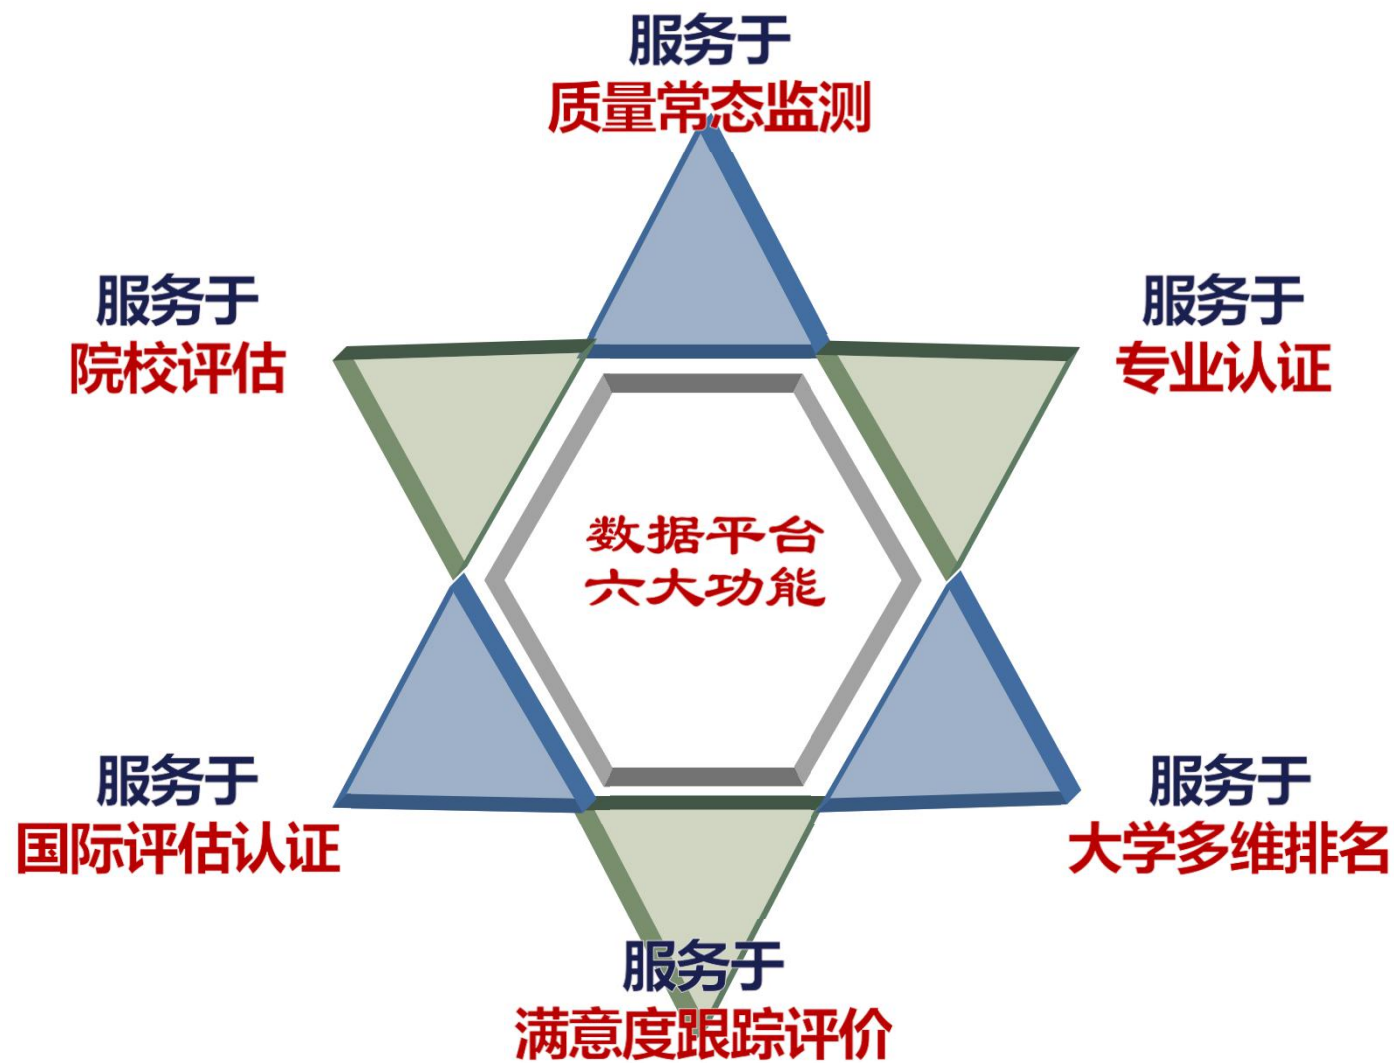 服务于
质量常态监测
服务于
院校评估
服务于
专业认证
数据平台
六大功能
服务于
国际评估认证
服务于
大学多维排名
服务于
满意度跟踪评价